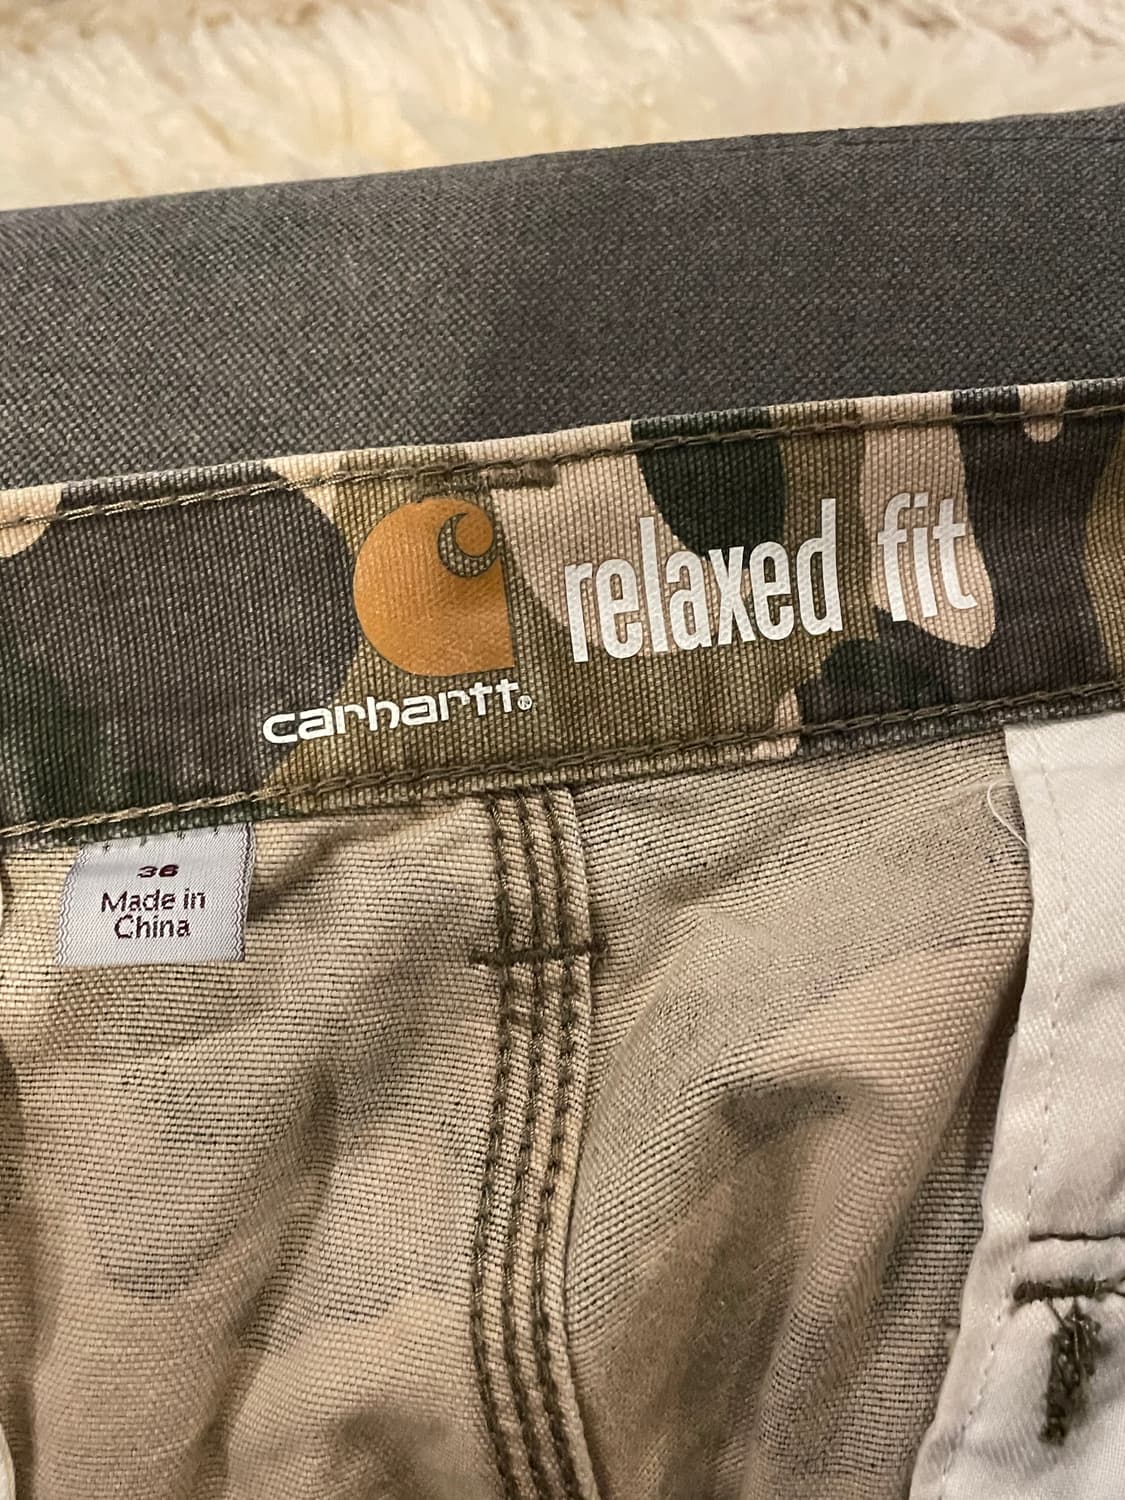 carhartt®
relaxed fit
36
Made in
China